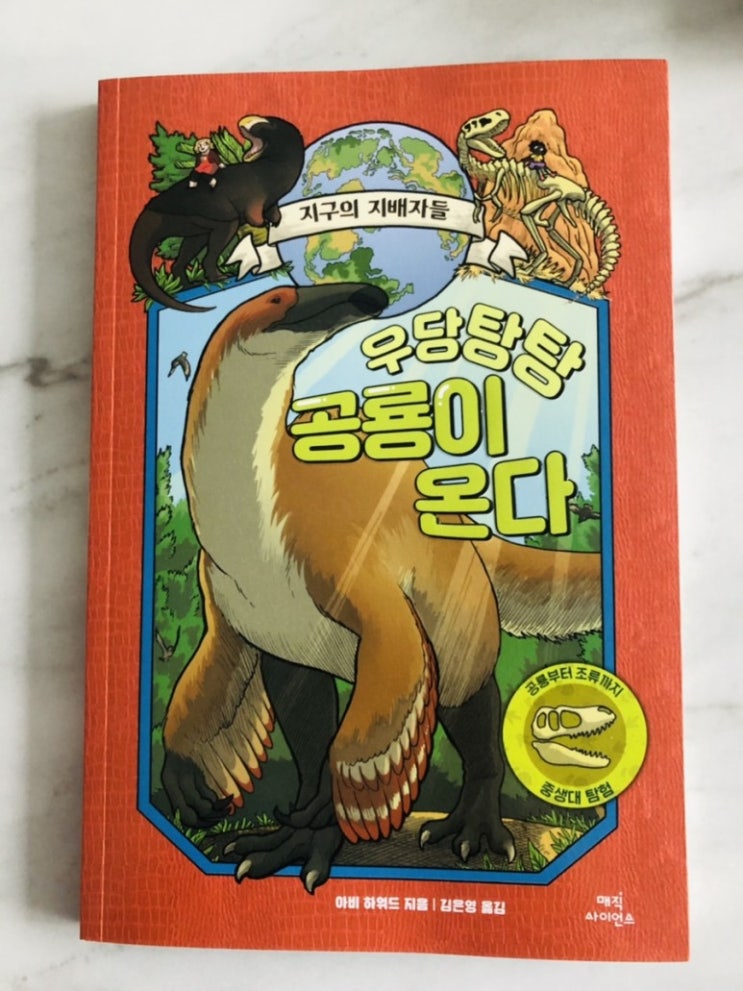 지구의 지배자들
우당탕탕
공룡이
온다
공룡부터 조류까지
중생대 탐험
아비 하워드 지음 | 김은영 옮김
매직
사이언스